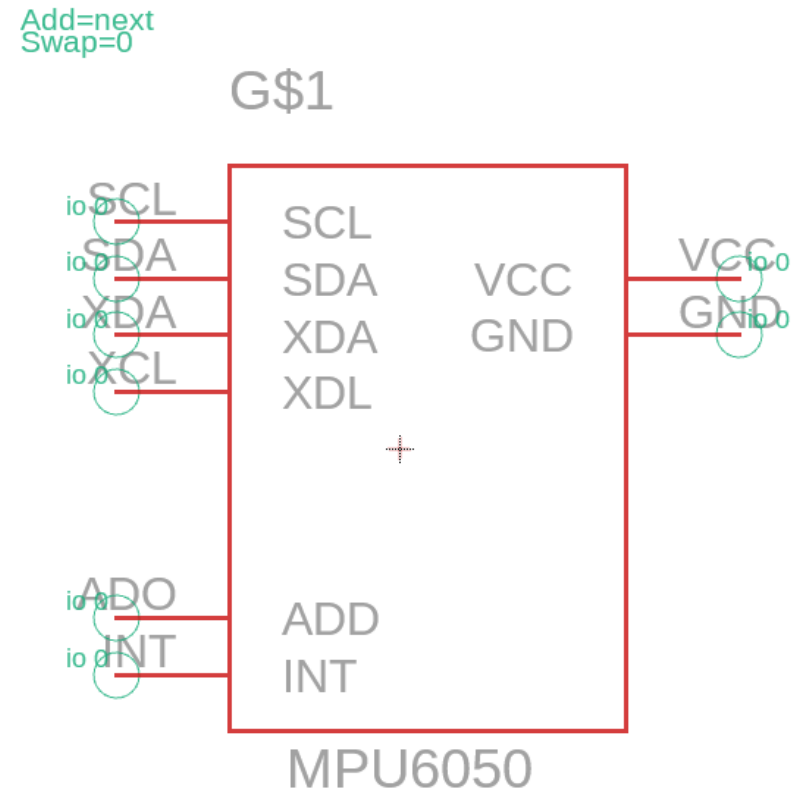 Add=next
Swap=0
G$1
SCL
io 0
SCL
SDA
io 0
SDA
VCC
VCC
io 0
XDA
io 0
XDA
GND
GND
io 0
XCL
io 0
XDL
ADO
io 0
ADD
INT
io 0
INT
MPU6050